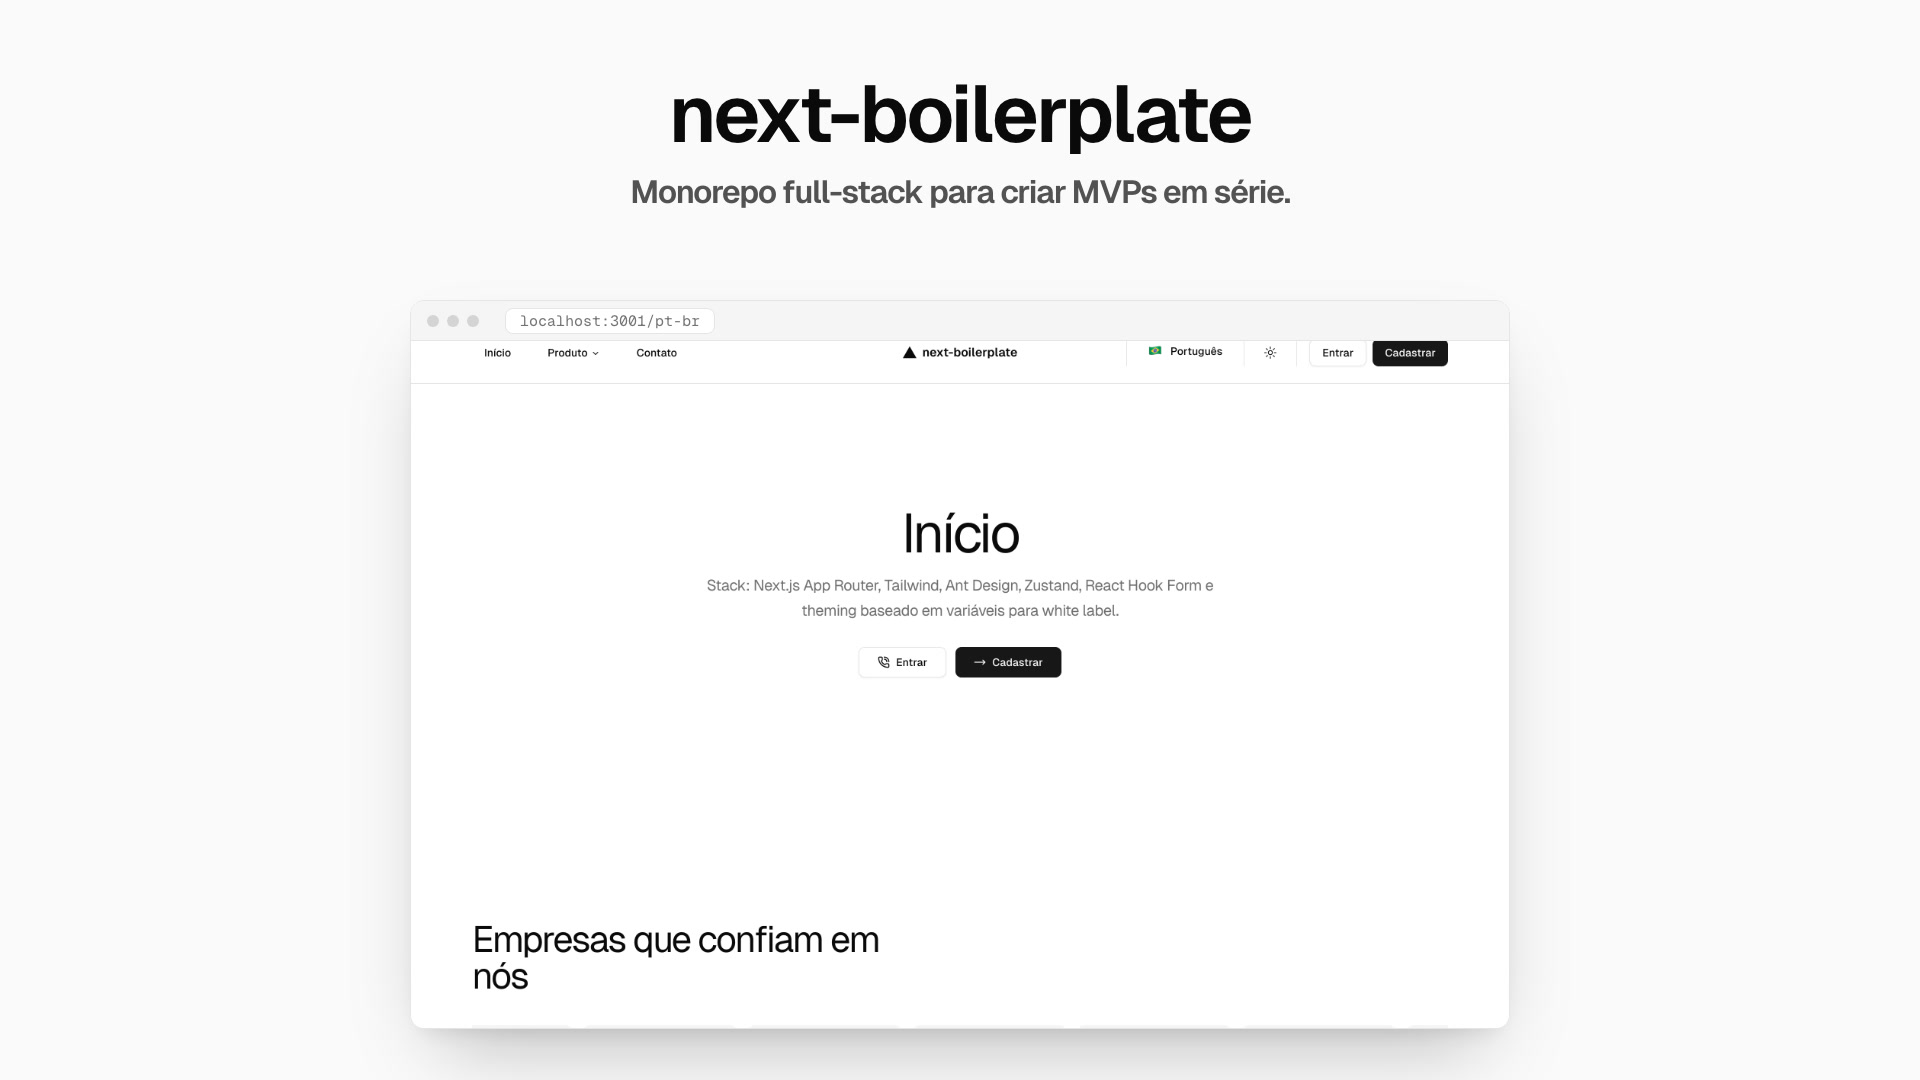 next-boilerplate
Monorepo full-stack para criar MVPs em série.
localhost:3001/pt-br
Início
Produto
Contato
next-boilerplate
Português
Entrar
Cadastrar
Início
Stack: Next.js App Router, Tailwind, Ant Design, Zustand, React Hook Form e
theming baseado em variáveis para white label.
Entrar
Cadastrar
Empresas que confiam em
nós